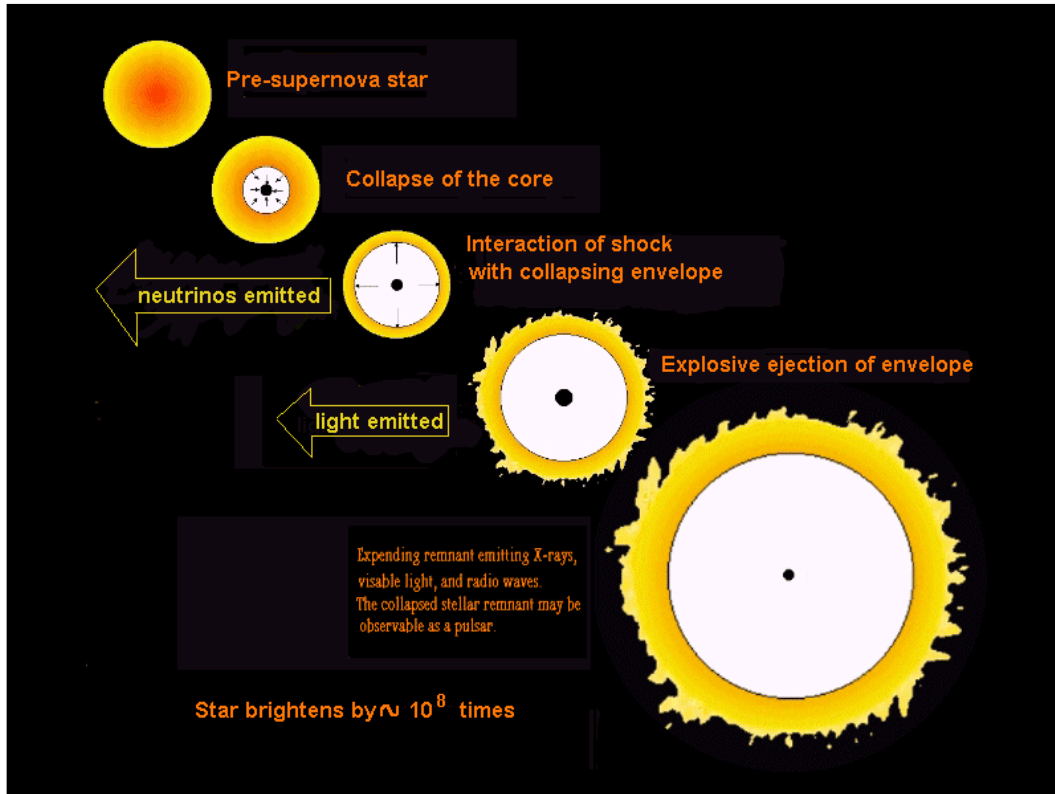 Pre-supernova star
Collapse of the core
Interaction of shock
with collapsing envelope
neutrinos emitted
Explosive ejection of envelope
light emitted
Expending remnant emitting X-rays,
visable light, and radio waves.
The collapsed stellar remnant may be
observable as a pulsar.
Star brightens by ~ 10⁸ times